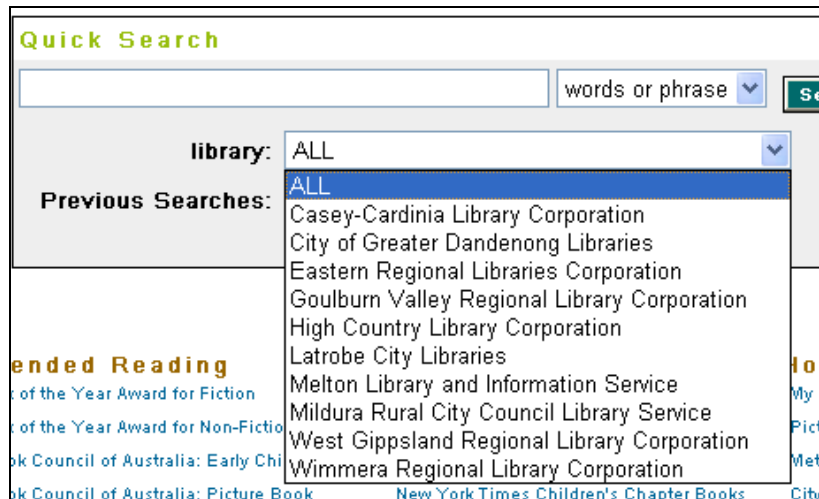 Quick Search
words or phrase
library: ALL
Previous Searches:
ALL
Casey-Cardinia Library Corporation
City of Greater Dandenong Libraries
Eastern Regional Libraries Corporation
Goulburn Valley Regional Library Corporation
High Country Library Corporation
Latrobe City Libraries
Melton Library and Information Service
Mildura Rural City Council Library Service
West Gippsland Regional Library Corporation
Wimmera Regional Library Corporation
ended Reading
of the Year Award for Fiction
My
of the Year Award for Non-Fictio
Pict
ok Council of Australia: Early Chi
Met
ok Council of Australia: Picture Book New York Times Children's Chapter Books City